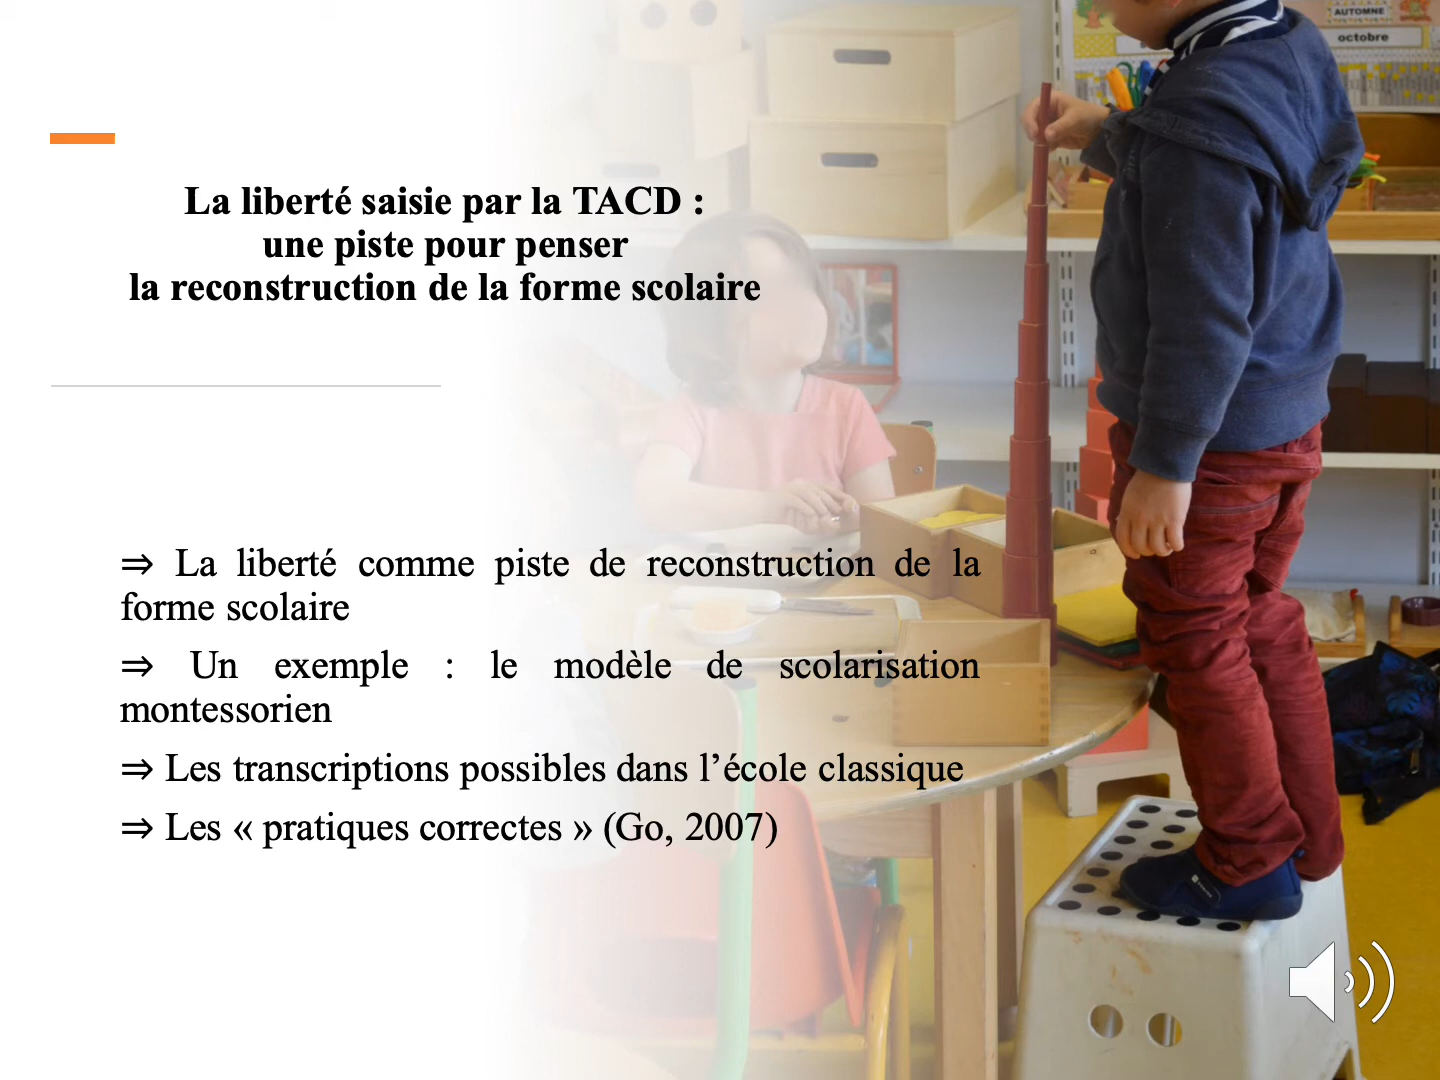 AUTOMNE
octobre
La liberté saisie par la TACD :
une piste pour penser
la reconstruction de la forme scolaire
⇒ La liberté comme piste de reconstruction de la
forme scolaire
⇒ Un exemple : le modèle de scolarisation
montessorien
⇒ Les transcriptions possibles dans l’école classique
⇒ Les « pratiques correctes » (Go, 2007)